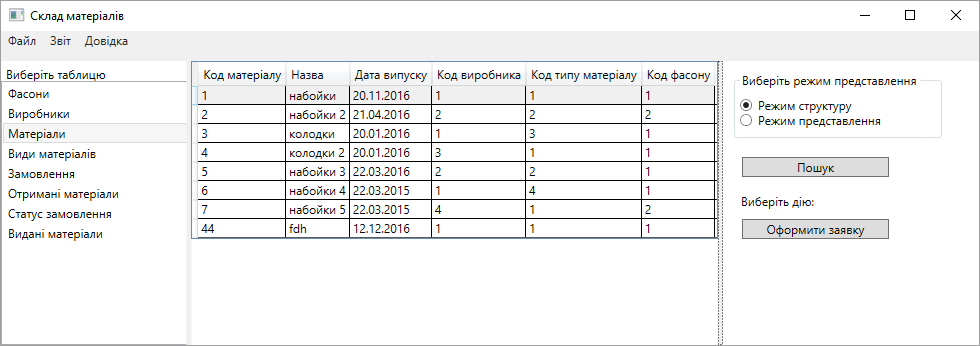 Склад матеріалів
Файл Звіт Довідка
Виберіть таблицю
Фасони
Виробники
Матеріали
Види матеріалів
Замовлення
Отримані матеріали
Статус замовлення
Видані матеріали
Код матеріалу Назва Дата випуску Код виробника Код типу матеріалу Код фасону
1 набойки 20.11.2016 1 1 1
2 набойки 2 21.04.2016 2 2 2
3 колодки 20.01.2016 1 3 1
4 колодки 2 20.01.2016 3 1 1
5 набойки 3 22.03.2016 2 2 1
6 набойки 4 22.03.2015 1 4 1
7 набойки 5 22.03.2015 4 1 2
44 fdh 12.12.2016 1 1 1
Виберіть режим представлення
Режим структуру
Режим представлення
Пошук
Виберіть дію:
Оформити заявку